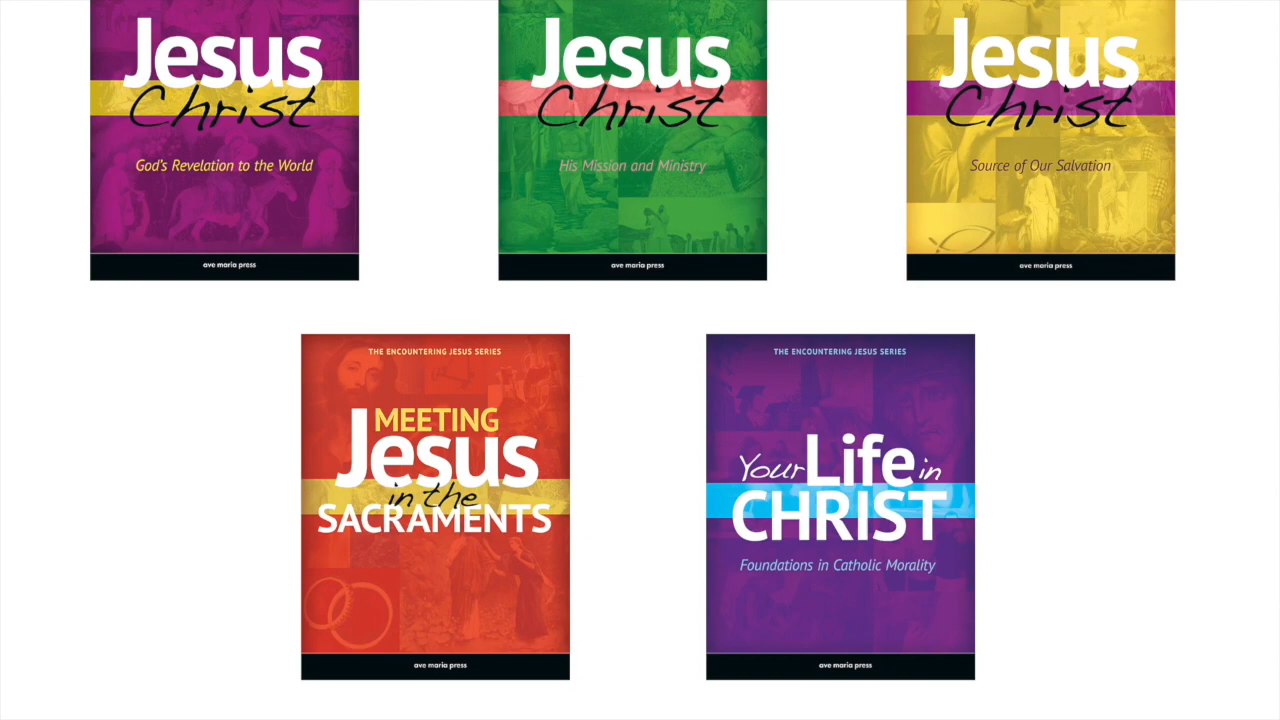 Jesus
Christ
God's Revelation to the World
ave maria press
Jesus
Christ
His Mission and Ministry
ave maria press
Jesus
Christ
Source of Our Salvation
ave maria press
THE ENCOUNTERING JESUS SERIES
MEETING
Jesus
in the
SACRAMENTS
ave maria press
THE ENCOUNTERING JESUS SERIES
Your Life in
CHRIST
Foundations in Catholic Morality
ave maria press